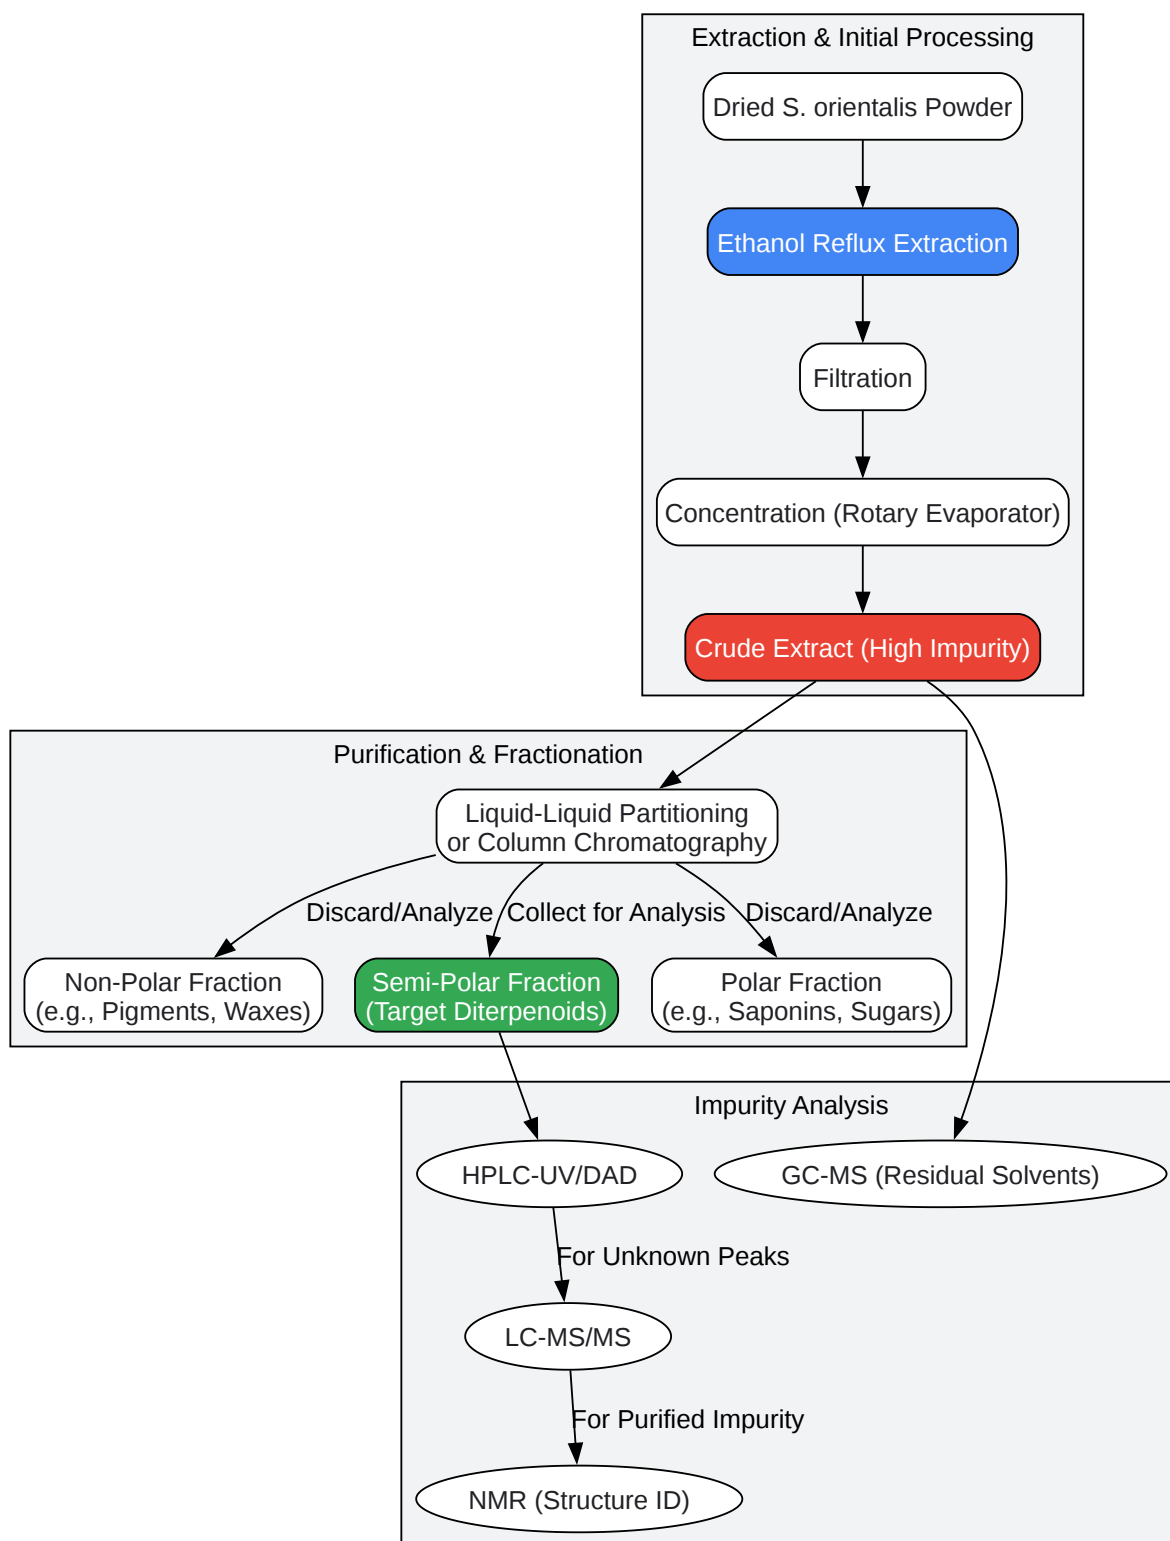 Extraction & Initial Processing
Dried S. orientalis Powder
Ethanol Reflux Extraction
Filtration
Concentration (Rotary Evaporator)
Crude Extract (High Impurity)
Purification & Fractionation
Liquid-Liquid Partitioning
or Column Chromatography
Discard/Analyze
Collect for Analysis
Discard/Analyze
Non-Polar Fraction
(e.g., Pigments, Waxes)
Semi-Polar Fraction
(Target Diterpenoids)
Polar Fraction
(e.g., Saponins, Sugars)
Impurity Analysis
HPLC-UV/DAD
GC-MS (Residual Solvents)
For Unknown Peaks
LC-MS/MS
For Purified Impurity
NMR (Structure ID)